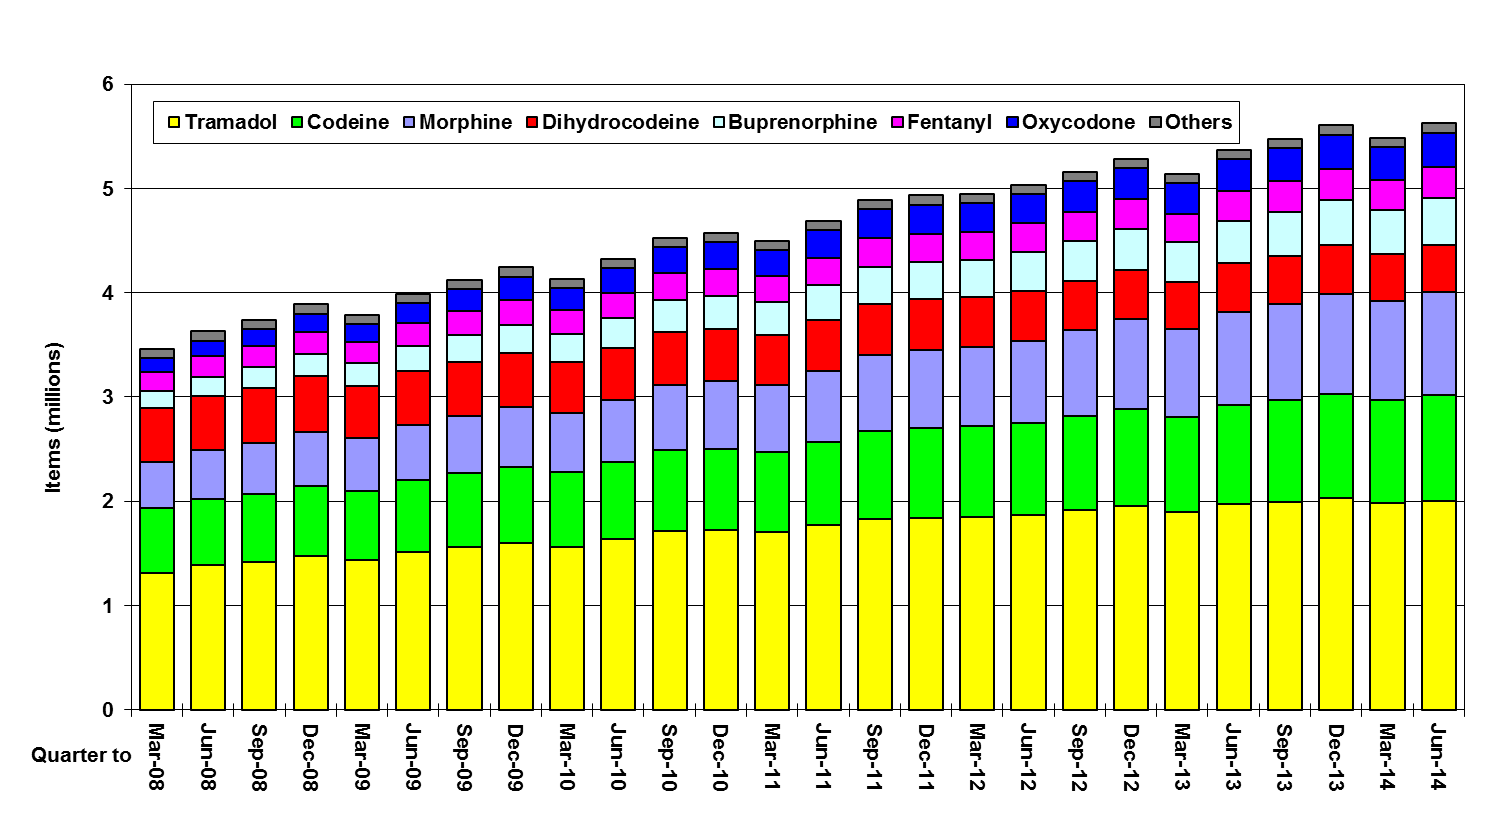 6
Tramadol Codeine Morphine Dihydrocodeine Buprenorphine Fentanyl Oxycodone Others
5
4
3
2
1
0
Items (millions)
Quarter to
Mar-08
Jun-08
Sep-08
Dec-08
Mar-09
Jun-09
Sep-09
Dec-09
Mar-10
Jun-10
Sep-10
Dec-10
Mar-11
Jun-11
Sep-11
Dec-11
Mar-12
Jun-12
Sep-12
Dec-12
Mar-13
Jun-13
Sep-13
Dec-13
Mar-14
Jun-14